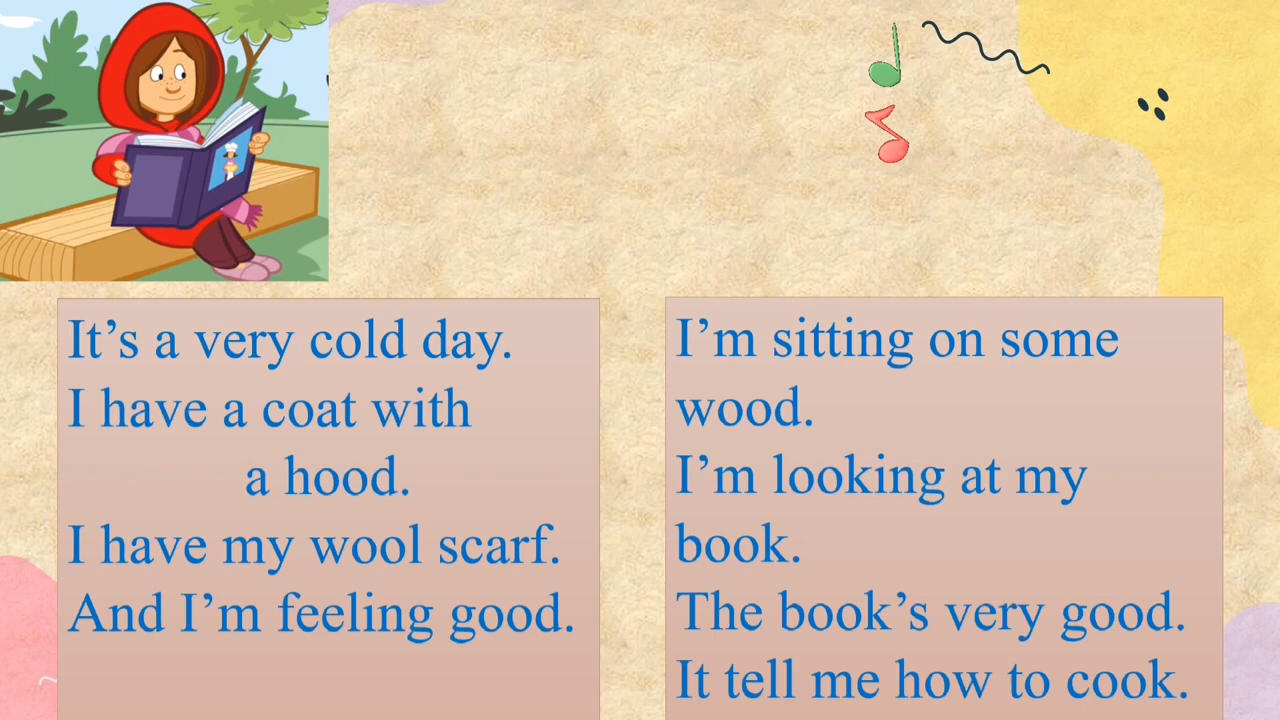 It’s a very cold day.
I have a coat with
a hood.
I have my wool scarf.
And I’m feeling good.
I’m sitting on some
wood.
I’m looking at my
book.
The book’s very good.
It tell me how to cook.